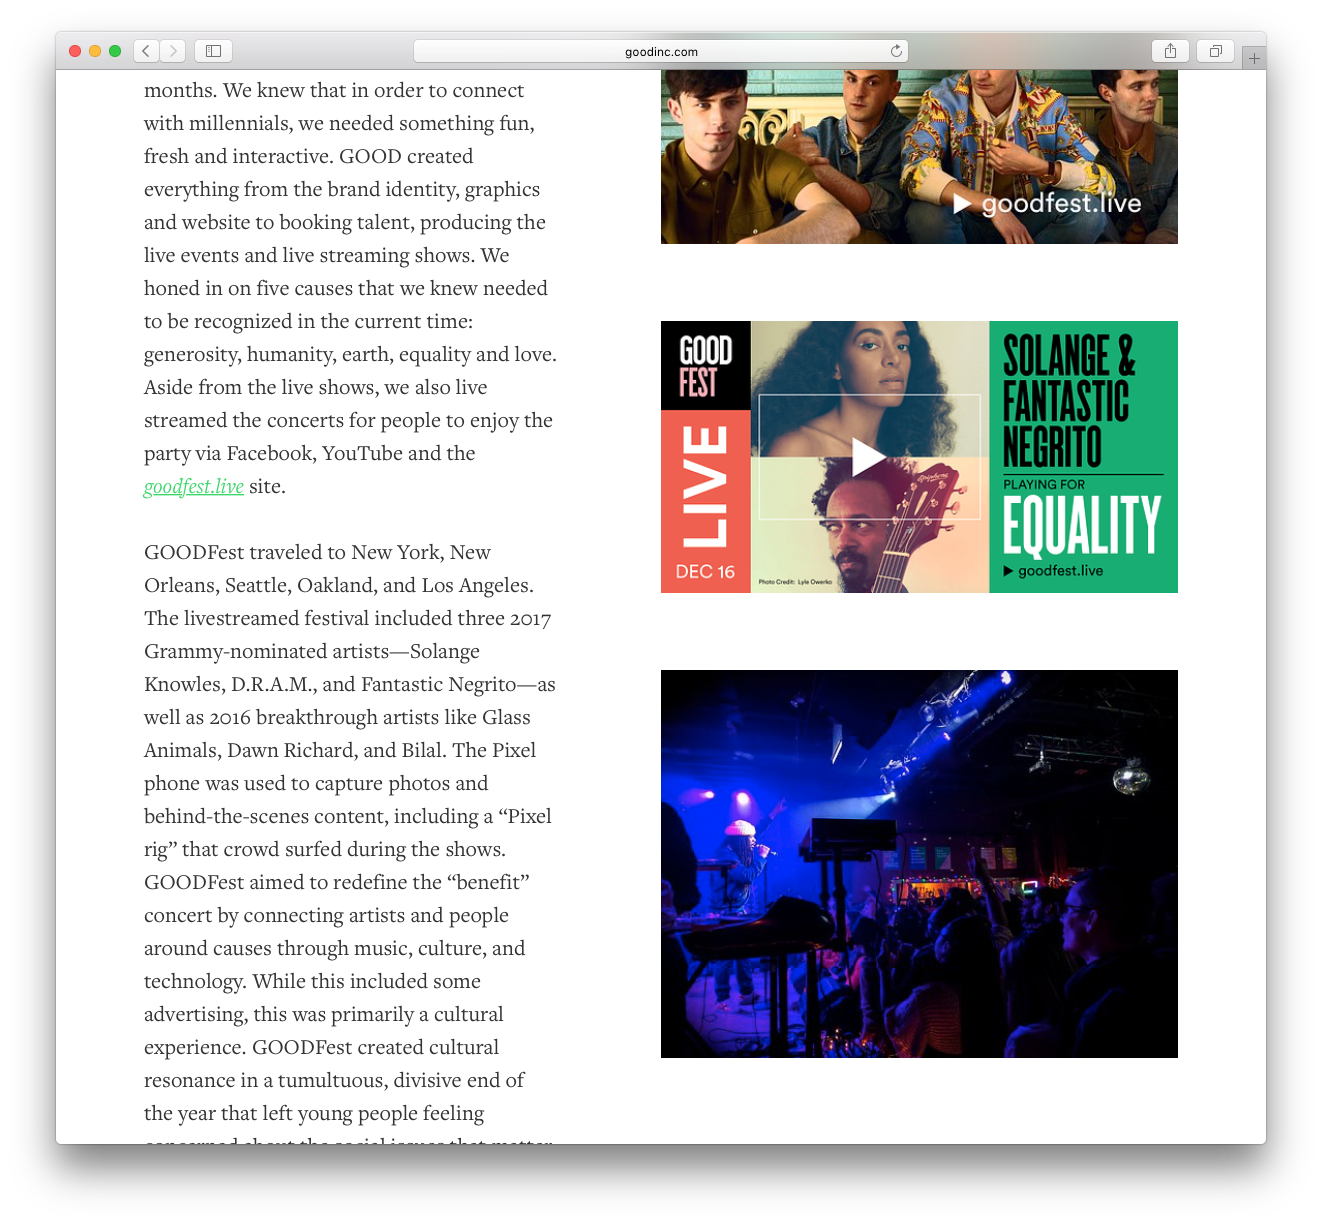 goodinc.com
months. We knew that in order to connect
with millennials, we needed something fun,
fresh and interactive. GOOD created
everything from the brand identity, graphics
and website to booking talent, producing the
live events and live streaming shows. We
honed in on five causes that we knew needed
to be recognized in the current time:
generosity, humanity, earth, equality and love.
Aside from the live shows, we also live
streamed the concerts for people to enjoy the
party via Facebook, YouTube and the
goodfest.live site.
GOODFest traveled to New York, New
Orleans, Seattle, Oakland, and Los Angeles.
The livestreamed festival included three 2017
Grammy-nominated artists—Solange
Knowles, D.R.A.M., and Fantastic Negrito—as
well as 2016 breakthrough artists like Glass
Animals, Dawn Richard, and Bilal. The Pixel
phone was used to capture photos and
behind-the-scenes content, including a “Pixel
rig” that crowd surfed during the shows.
GOODFest aimed to redefine the “benefit”
concert by connecting artists and people
around causes through music, culture, and
technology. While this included some
advertising, this was primarily a cultural
experience. GOODFest created cultural
resonance in a tumultuous, divisive end of
the year that left young people feeling
concerned about the social issues that matter
goodfest.live
GOOD
FEST
LIVE
DEC 16
Photo Credit: Lyle Owerko
SOLANGE &
FANTASTIC
NEGRITO
PLAYING FOR
EQUALITY
goodfest.live
Epiphone